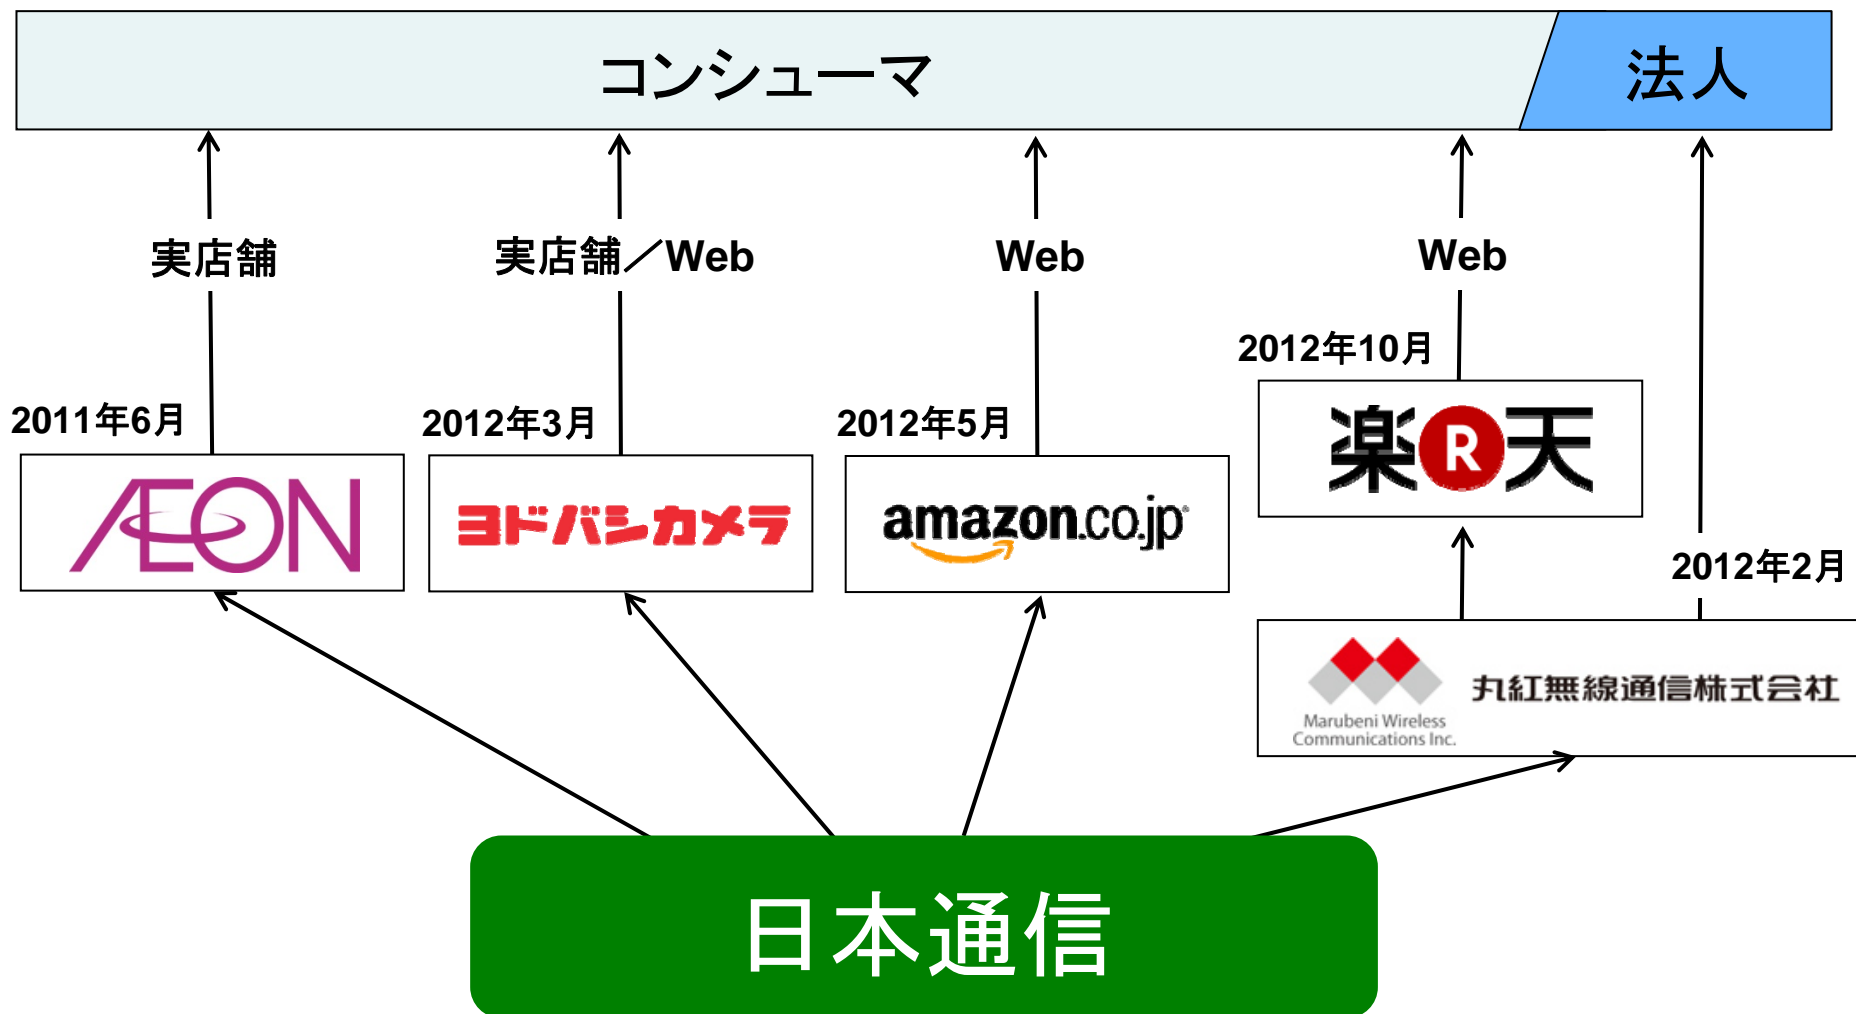 コンシューマ
法人
実店舗
実店舗／Web
Web
Web
2012年10月
2011年6月
2012年3月
2012年5月
楽R天
ÆON
ヨドバシカメラ
amazon.co.jp
2012年2月
丸紅無線通信株式会社
Marubeni Wireless
Communications Inc.
日本通信